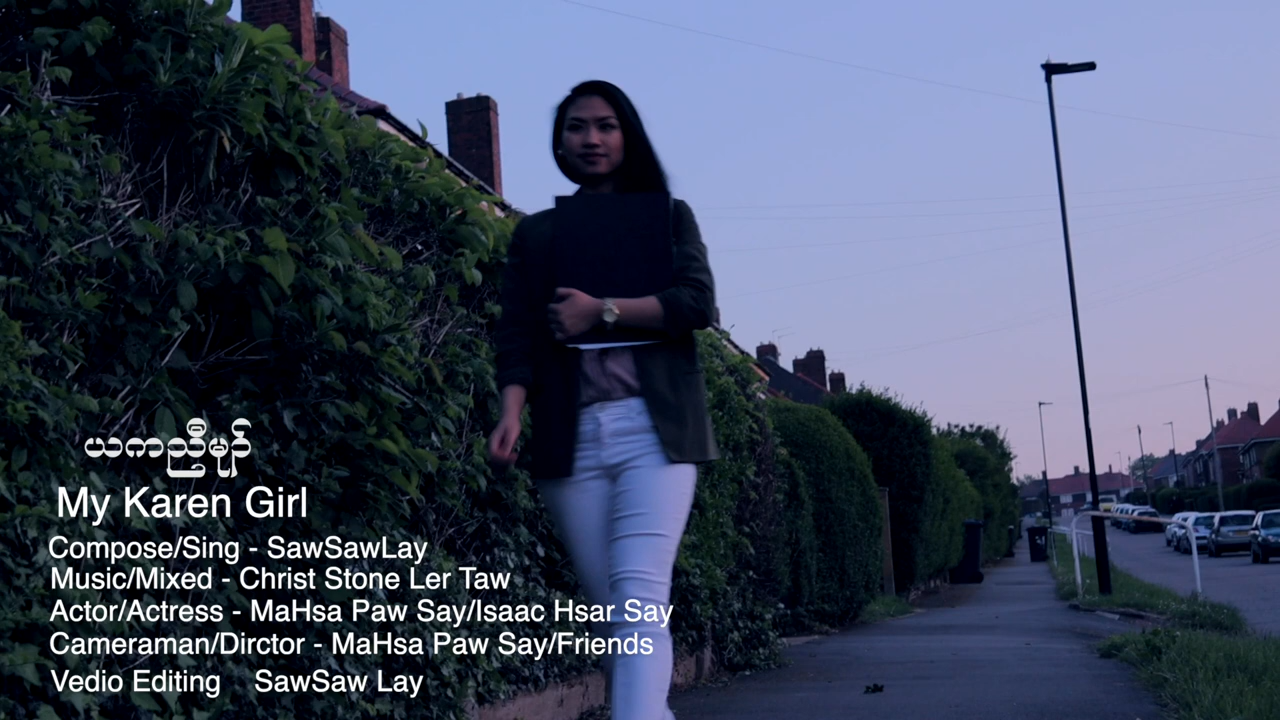 ယကညီမုၣ်
My Karen Girl
Compose/Sing - SawSawLay
Music/Mixed - Christ Stone Ler Taw
Actor/Actress - MaHsa Paw Say/Isaac Hsar Say
Cameraman/Dirctor - MaHsa Paw Say/Friends
Vedio Editing SawSaw Lay